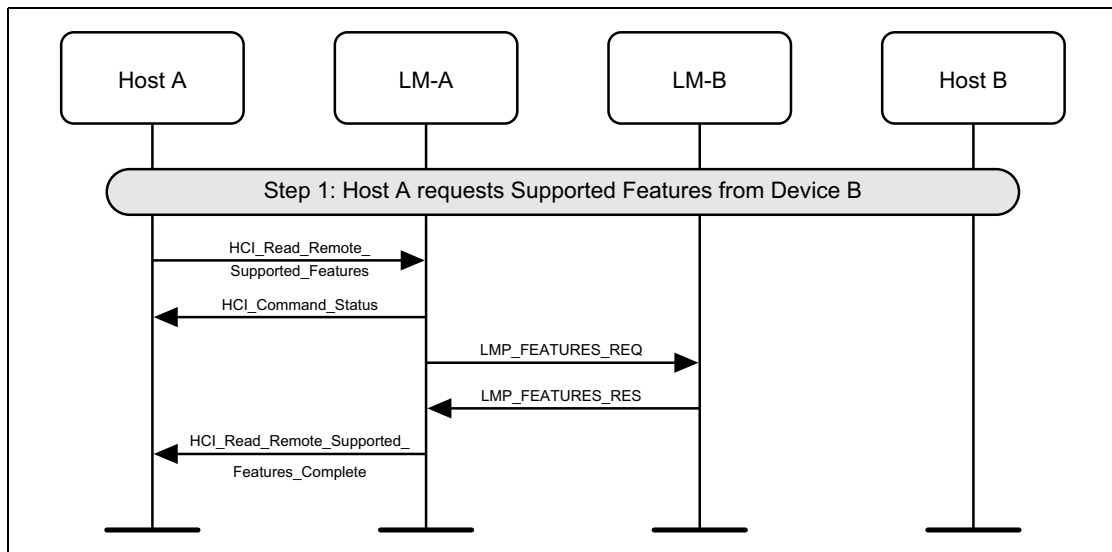 Host A
LM-A
LM-B
Host B
Step 1: Host A requests Supported Features from Device B
HCI_Read_Remote_
Supported_Features
HCI_Command_Status
LMP_FEATURES_REQ
LMP_FEATURES_RES
HCI_Read_Remote_Supported_
Features_Complete